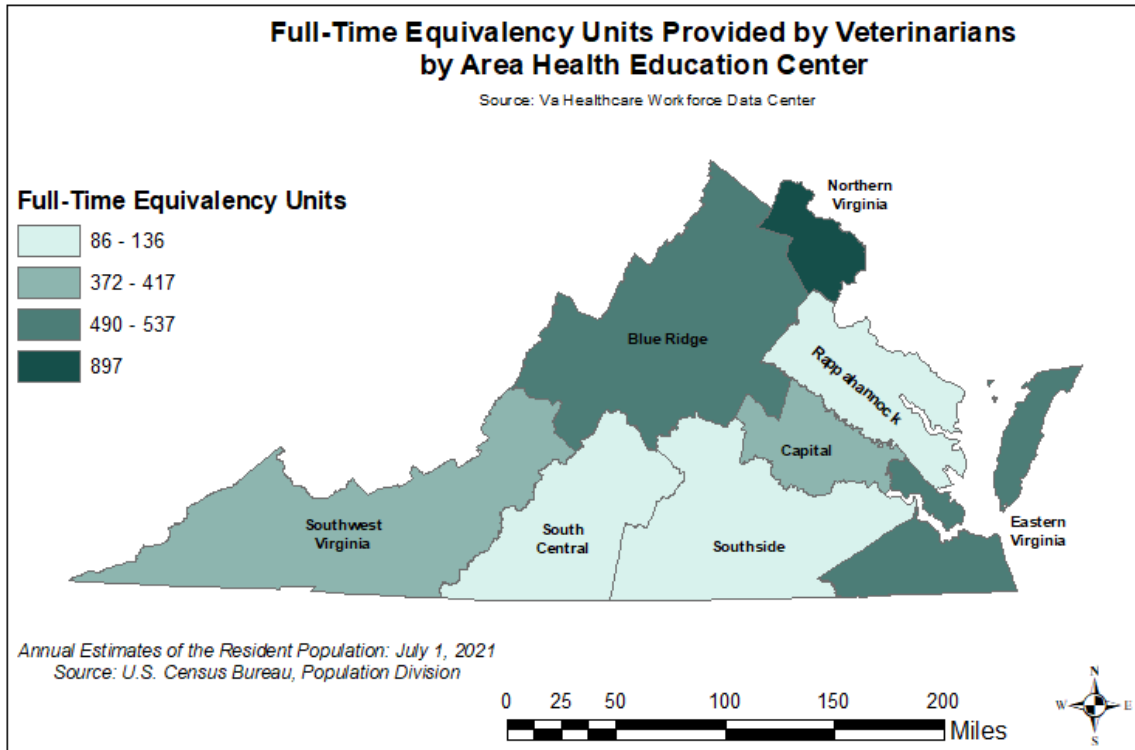 Full-Time Equivalency Units Provided by Veterinarians
by Area Health Education Center
Source: Va Healthcare Workforce Data Center
Full-Time Equivalency Units
86 - 136
372 - 417
490 - 537
897
Northern
Virginia
Blue Ridge
Rappahannock
Capital
Southwest
Virginia
South
Central
Southside
Eastern
Virginia
Annual Estimates of the Resident Population: July 1, 2021
Source: U.S. Census Bureau, Population Division
0 25 50 100 150 200
Miles
N
W E
S